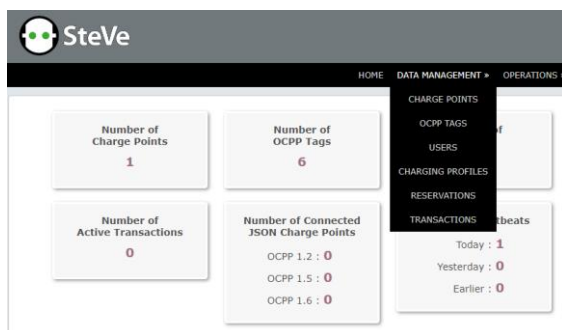 SteVe
HOME DATA MANAGEMENT » OPERATIONS
CHARGE POINTS
OCPP TAGS
USERS
CHARGING PROFILES
RESERVATIONS
TRANSACTIONS
Number of
Charge Points
1
Number of
OCPP Tags
6
Number of
Active Transactions
0
Number of Connected
JSON Charge Points
OCPP 1.2 : 0
OCPP 1.5 : 0
OCPP 1.6 : 0
Today : 1
Yesterday : 0
Earlier : 0